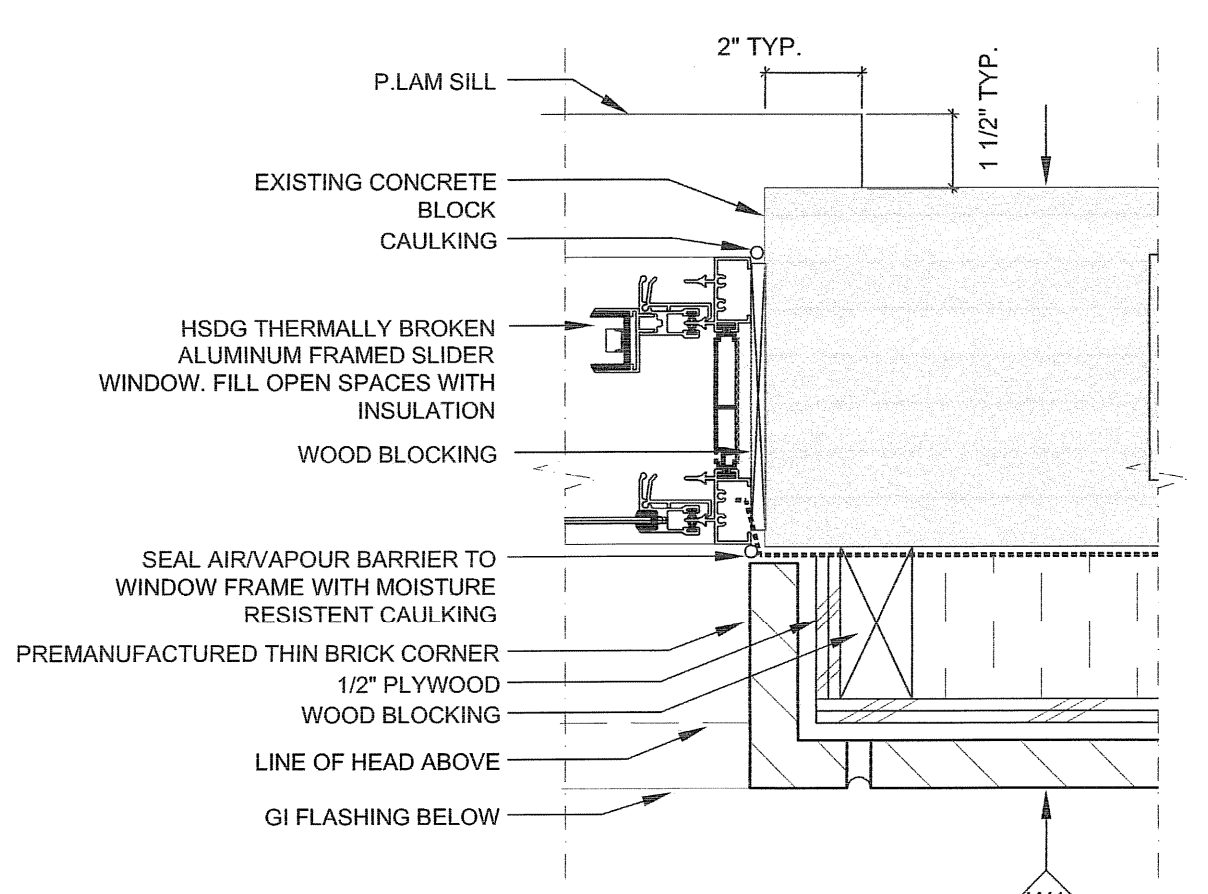 2" TYP.
1 1/2" TYP.
P.LAM SILL
EXISTING CONCRETE
BLOCK
CAULKING
HSDG THERMALLY BROKEN
ALUMINUM FRAMED SLIDER
WINDOW. FILL OPEN SPACES WITH
INSULATION
WOOD BLOCKING
SEAL AIR/VAPOUR BARRIER TO
WINDOW FRAME WITH MOISTURE
RESISTENT CAULKING
PREMANUFACTURED THIN BRICK CORNER
1/2" PLYWOOD
WOOD BLOCKING
LINE OF HEAD ABOVE
GI FLASHING BELOW